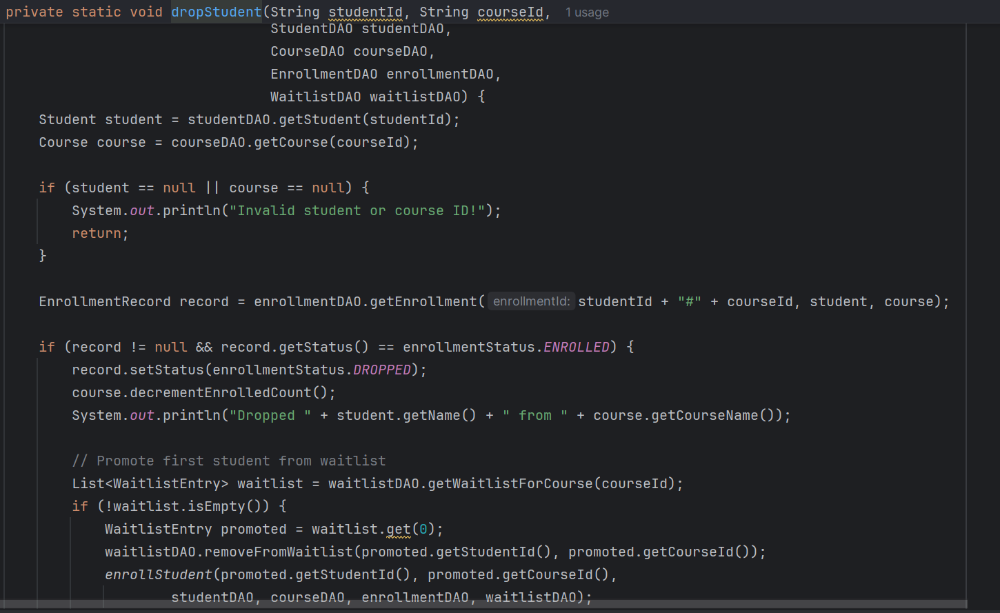 private static void dropStudent(String studentId, String courseId, 1 usage
StudentDAO studentDAO,
CourseDAO courseDAO,
EnrollmentDAO enrollmentDAO,
WaitlistDAO waitlistDAO) {
Student student = studentDAO.getStudent(studentId);
Course course = courseDAO.getCourse(courseId);
if (student == null || course == null) {
System.out.println("Invalid student or course ID!");
return;
}
EnrollmentRecord record = enrollmentDAO.getEnrollment( enrollmentId: studentId + "#" + courseId, student, course);
if (record != null && record.getStatus() == enrollmentStatus.ENROLLED) {
record.setStatus(enrollmentStatus.DROPPED);
course.decrementEnrolledCount();
System.out.println("Dropped " + student.getName() + " from " + course.getCourseName());
// Promote first student from waitlist
List<WaitlistEntry> waitlist = waitlistDAO.getWaitlistForCourse(courseId);
if (!waitlist.isEmpty()) {
WaitlistEntry promoted = waitlist.get(0);
waitlistDAO.removeFromWaitlist(promoted.getStudentId(), promoted.getCourseId());
enrollStudent(promoted.getStudentId(), promoted.getCourseId(),
studentDAO, courseDAO, enrollmentDAO, waitlistDAO);